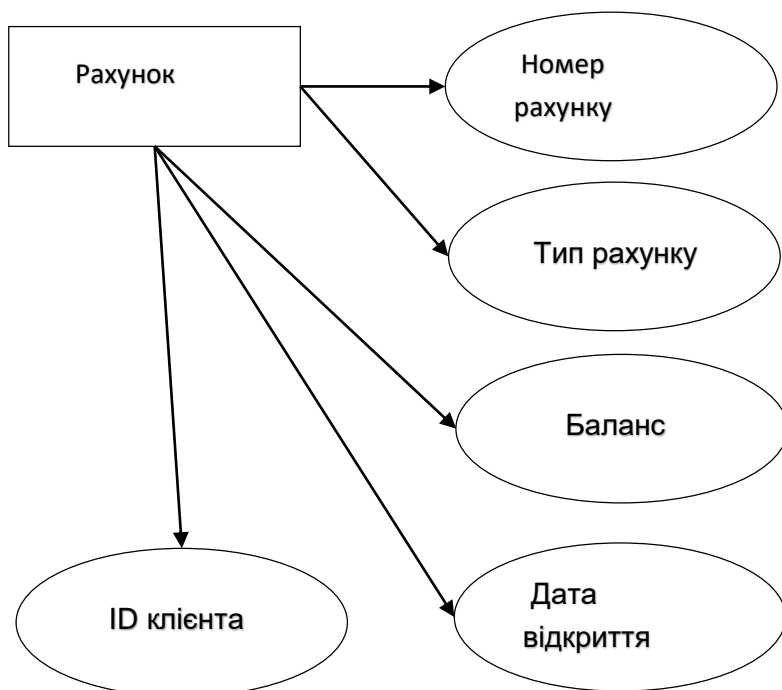 Рахунок
Номер
рахунку
Тип рахунку
Баланс
ID клієнта
Дата
відкриття